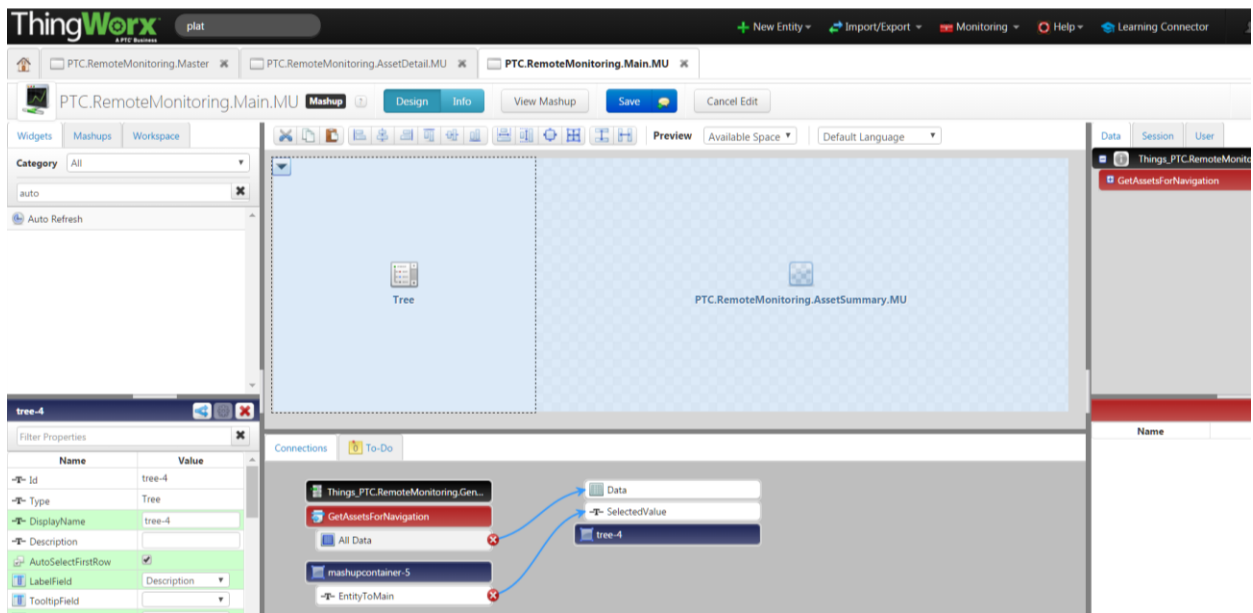 ThingWorx
A PTC Business
plat
New Entity
Import/Export
Monitoring
Help
Learning Connector
PTC.RemoteMonitoring.Master
PTC.RemoteMonitoring.AssetDetail.MU
PTC.RemoteMonitoring.Main.MU
PTC.RemoteMonitoring.Main.MU Mashup Design Info View Mashup Save Cancel Edit
Widgets Mashups Workspace
Preview Available Space Default Language
Data Session User
Category All
auto
Auto Refresh
Things_PTC.RemoteMonito
GetAssetsForNavigation
Tree
PTC.RemoteMonitoring.AssetSummary.MU
tree-4
Filter Properties
Name Value
Id tree-4
Type Tree
DisplayName tree-4
Description
AutoSelectFirstRow
LabelField Description
TooltipField
Connections To-Do
Things_PTC.RemoteMonitoring.Gen...
GetAssetsForNavigation
All Data
mashupcontainer-5
EntityToMain
Data
SelectedValue
tree-4
Name